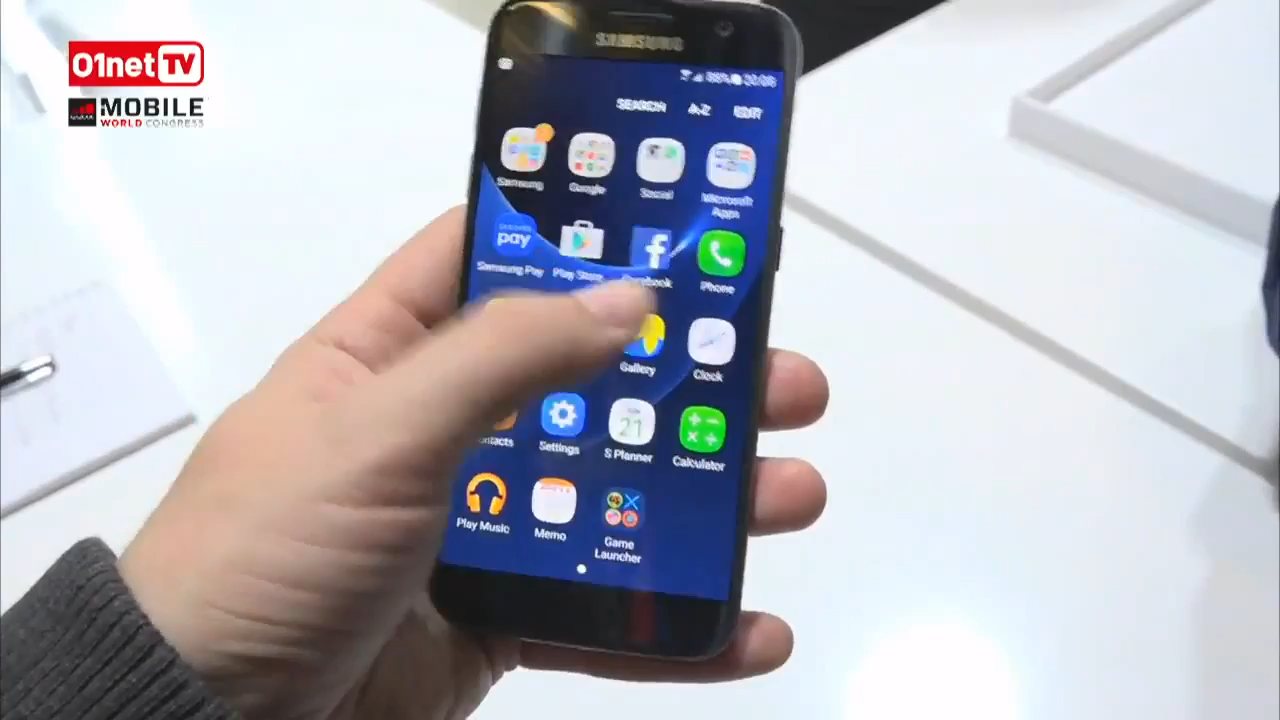 01net TV
MOBILE
WORLD CONGRESS
SAMSUNG
SEARCH A-Z EDIT
Samsung Google Social Microsoft Apps
pay
Samsung Pay Play Store Facebook Phone
Gallery Clock
Settings S Planner Calculator
21
Play Music Memo Game Launcher